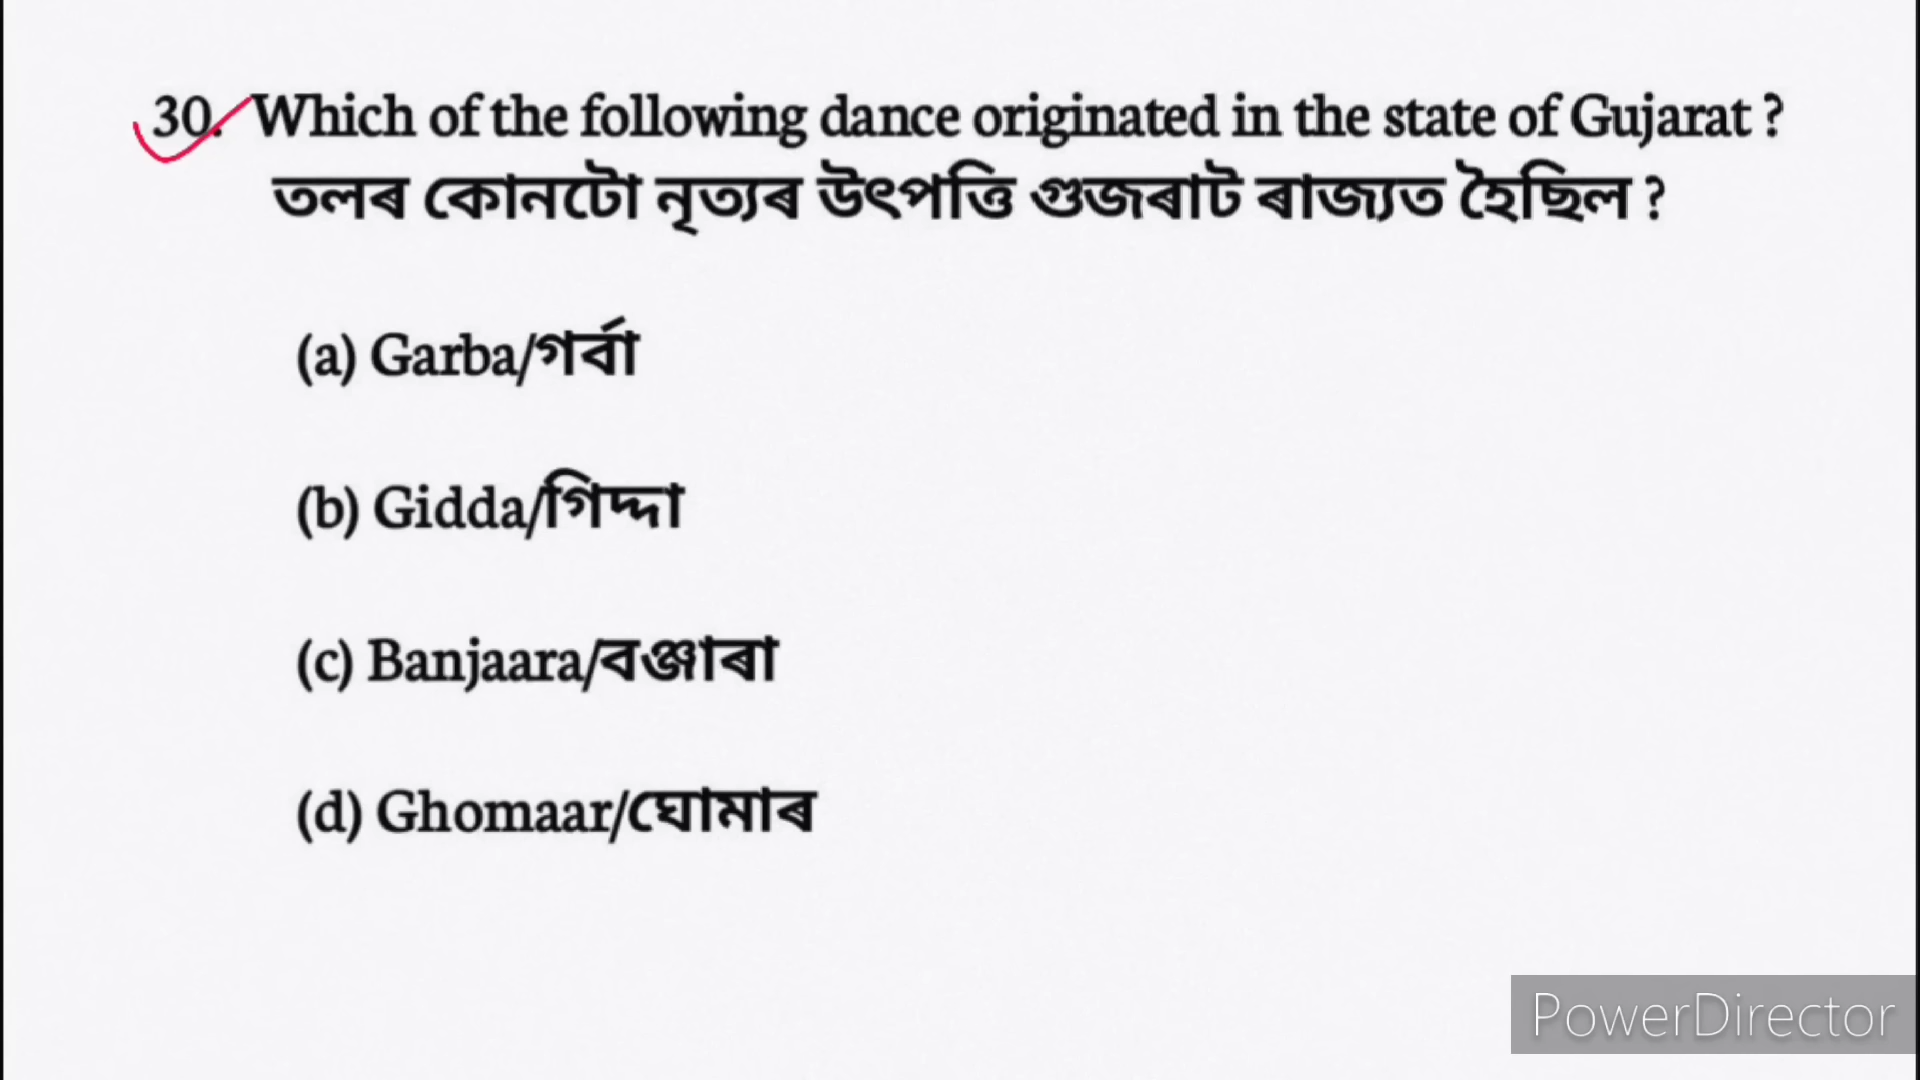 30. Which of the following dance originated in the state of Gujarat ?
তলৰ কোনটো নৃত্যৰ উৎপত্তি গুজৰাট ৰাজ্যত হৈছিল ?
(a) Garba/গৰ্বা
(b) Gidda/গিদ্দা
(c) Banjaara/বঞ্জাৰা
(d) Ghomaar/ঘোমাৰ
PowerDirector